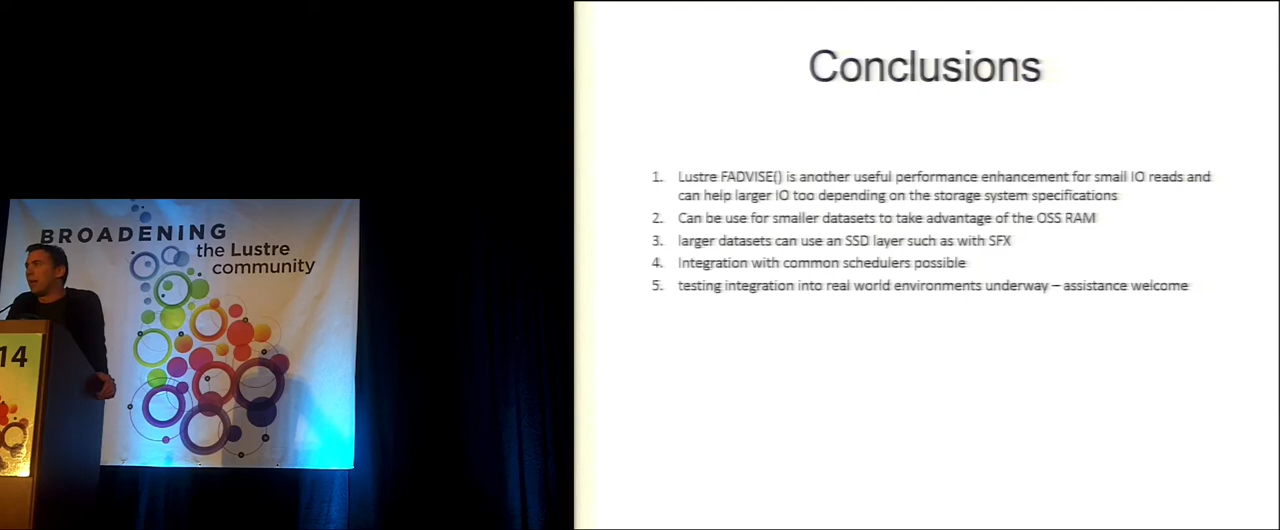 BROADENING
the Lustre
community
14
Conclusions
1. Lustre FADVISE() is another useful performance enhancement for small IO reads and
can help larger IO too depending on the storage system specifications
2. Can be use for smaller datasets to take advantage of the OSS RAM
3. larger datasets can use an SSD layer such as with SFX
4. Integration with common schedulers possible
5. testing integration into real world environments underway – assistance welcome